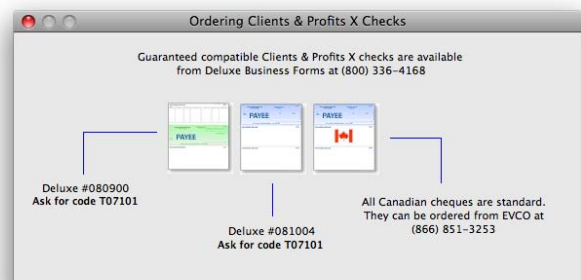 Ordering Clients & Profits X Checks
Guaranteed compatible Clients & Profits X checks are available
from Deluxe Business Forms at (800) 336-4168
PAYEE
PAYEE
PAYEE
Deluxe #080900
Ask for code T07101
Deluxe #081004
Ask for code T07101
All Canadian cheques are standard.
They can be ordered from EVCO at
(866) 851-3253